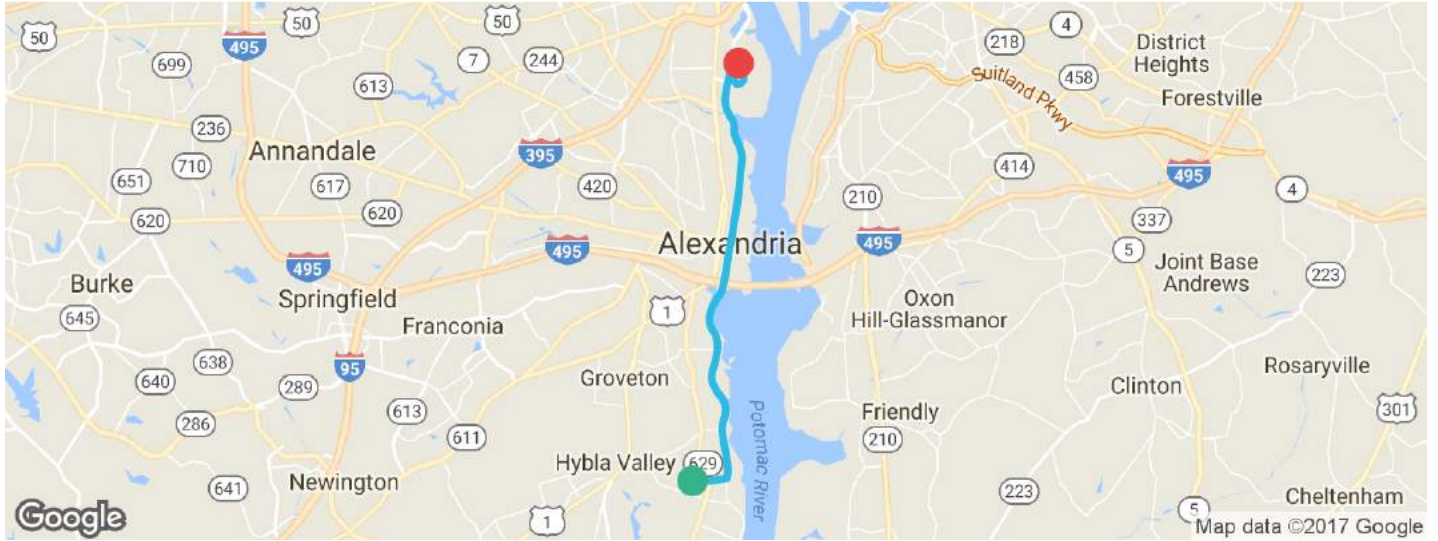 50
50
50
4
495
218
District
Heights
699
7
244
458
613
Suitland Pkwy
Forestville
236
Annandale
395
414
495
710
651
617
420
4
620
620
210
337
Alexandria
495
495
5
495
Joint Base
Andrews
223
Burke
Springfield
Oxon
Hill-Glassmanor
645
Franconia
1
638
95
Rosaryville
640
289
Groveton
Clinton
613
Friendly
301
286
611
210
Potomac River
Hybla Valley
629
641
Newington
223
Cheltenham
5
1
Google
Map data ©2017 Google